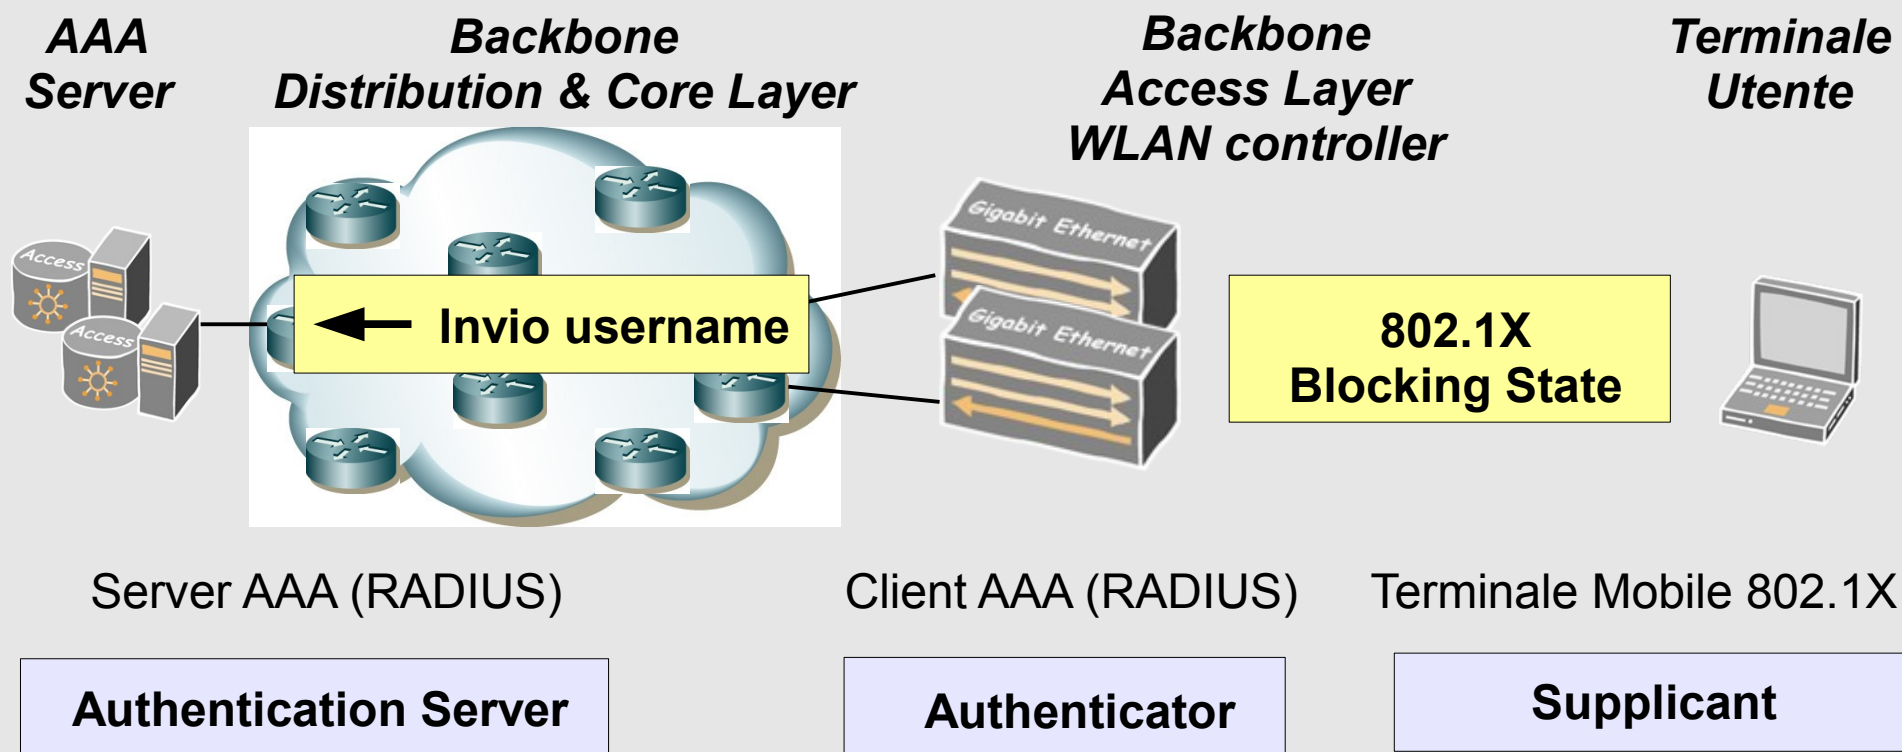 AAA
Server
Backbone
Distribution & Core Layer
Backbone
Access Layer
WLAN controller
Terminale
Utente
Access
Access
Invio username
Gigabit Ethernet
Gigabit Ethernet
802.1X
Blocking State
Server AAA (RADIUS)
Client AAA (RADIUS)
Terminale Mobile 802.1X
Authentication Server
Authenticator
Supplicant